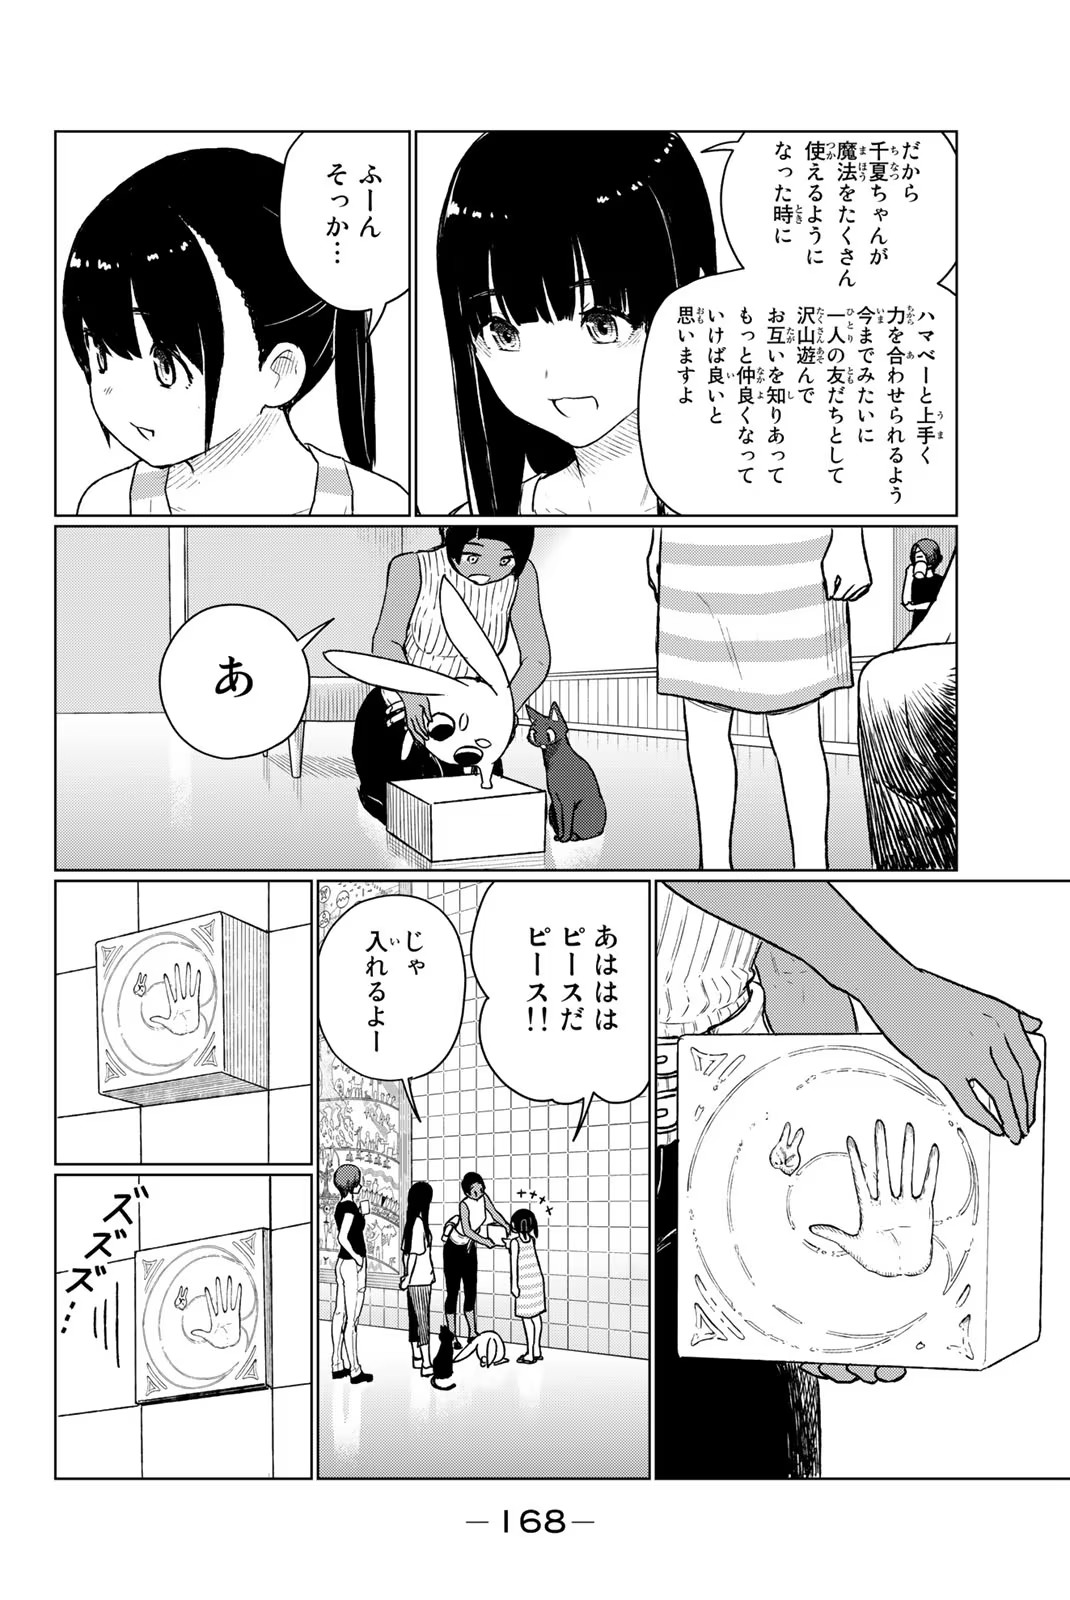 だから
千夏ちゃんが
魔法をたくさん
使えるように
なった時に
ハマベーと上手く
力を合わせられるよう
今までみたいに
一人の友だちとして
沢山遊んで
お互いを知りあって
もっと仲良くなって
いけば良いと
思いますよ
ふーん
そっか…
あ
あははは
ピースだ
ピース!!
じゃ
入れるよー
ズズズ…
— 168 —